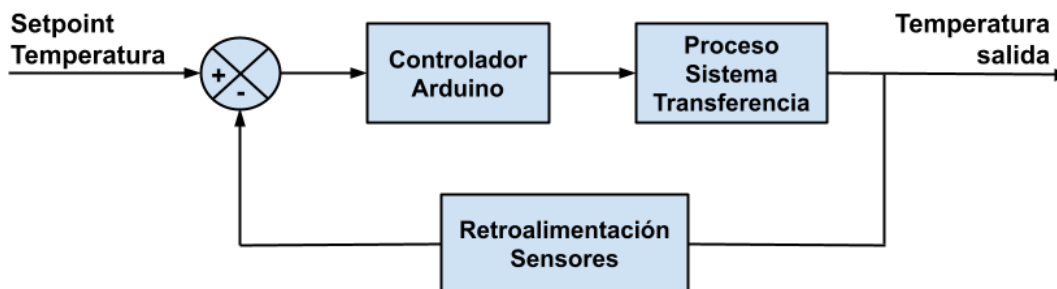 Setpoint
Temperatura
+
-
Controlador
Arduino
Proceso
Sistema
Transferencia
Temperatura
salida
Retroalimentación
Sensores